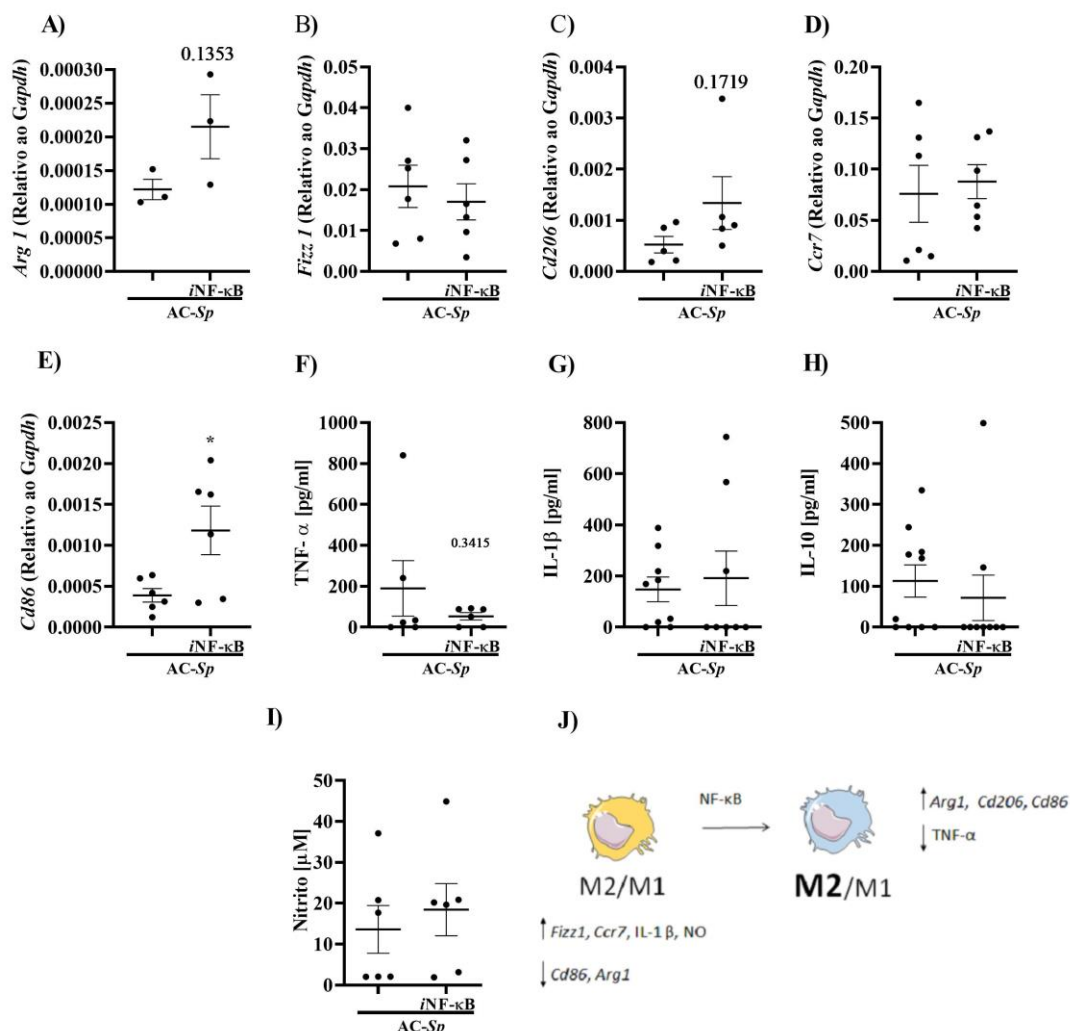 A)
Arg 1 (Relativo ao Gapdh)
0.00030
0.00025
0.00020
0.00015
0.00010
0.00005
0.00000
0.1353
iNF-κB
AC-Sp
B)
Fizz 1 (Relativo ao Gapdh)
0.05
0.04
0.03
0.02
0.01
0.00
iNF-κB
AC-Sp
C)
Cd206 (Relativo ao Gapdh)
0.004
0.003
0.002
0.001
0.000
0.1719
iNF-κB
AC-Sp
D)
Ccr7 (Relativo ao Gapdh)
0.20
0.15
0.10
0.05
0.00
iNF-κB
AC-Sp
E)
Cd86 (Relativo ao Gapdh)
0.0025
0.0020
0.0015
0.0010
0.0005
0.0000
*
iNF-κB
AC-Sp
F)
TNF- α [pg/ml]
1000
800
600
400
200
0
0.3415
iNF-κB
AC-Sp
G)
IL-1β [pg/ml]
800
600
400
200
0
iNF-κB
AC-Sp
H)
IL-10 [pg/ml]
500
400
300
200
100
0
iNF-κB
AC-Sp
I)
Nitrito [µM]
50
40
30
20
10
0
iNF-κB
AC-Sp
J)
NF-κB
M2/M1
↑ Fizz1, Ccr7, IL-1 β, NO
↓ Cd86, Arg1
M2/M1
↑ Arg1, Cd206, Cd86
↓ TNF-α